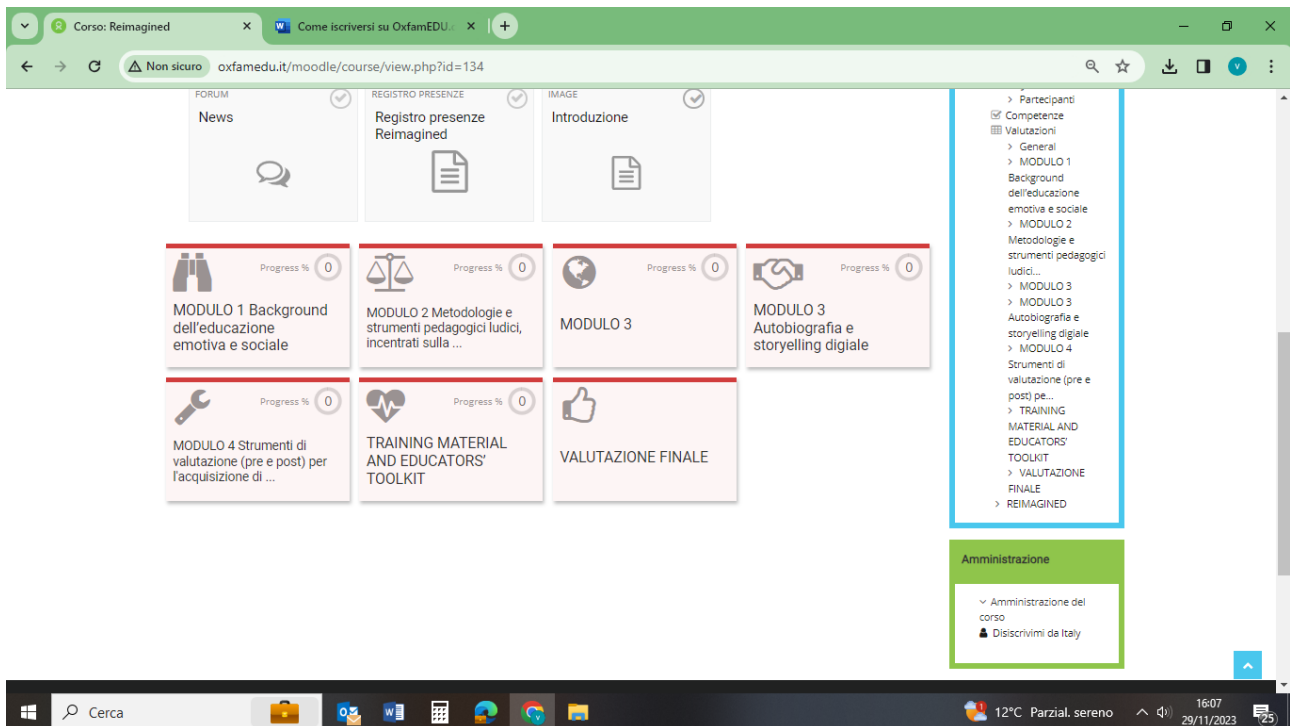 Corso: Reimagined
Come iscriversi su OxfamEDU.
Non sicuro
oxfamedu.it/moodle/course/view.php?id=134
V
FORUM
News
REGISTRO PRESENZE
Registro presenze
Reimagined
IMAGE
Introduzione
Progress % 0
MODULO 1 Background
dell'educazione
emotiva e sociale
Progress % 0
MODULO 2 Metodologie e
strumenti pedagogici ludici,
incentrati sulla ...
Progress % 0
MODULO 3
Progress % 0
MODULO 3
Autobiografia e
storyelling digiale
Progress % 0
MODULO 4 Strumenti di
valutazione (pre e post) per
l'acquisizione di ...
Progress % 0
TRAINING MATERIAL
AND EDUCATORS'
TOOLKIT
VALUTAZIONE FINALE
> Partecipanti
Competenze
Valutazioni
> General
> MODULO 1
Background
dell'educazione
emotiva e sociale
> MODULO 2
Metodologie e
strumenti pedagogici
ludici...
> MODULO 3
> MODULO 3
Autobiografia e
storyelling digiale
> MODULO 4
Strumenti di
valutazione (pre e
post) pe...
> TRAINING
MATERIAL AND
EDUCATORS'
TOOLKIT
> VALUTAZIONE
FINALE
> REIMAGINED
Amministrazione
Amministrazione del
corso
Disiscrivimi da Italy
Cerca
12°C Parzial. sereno
16:07
29/11/2023
25